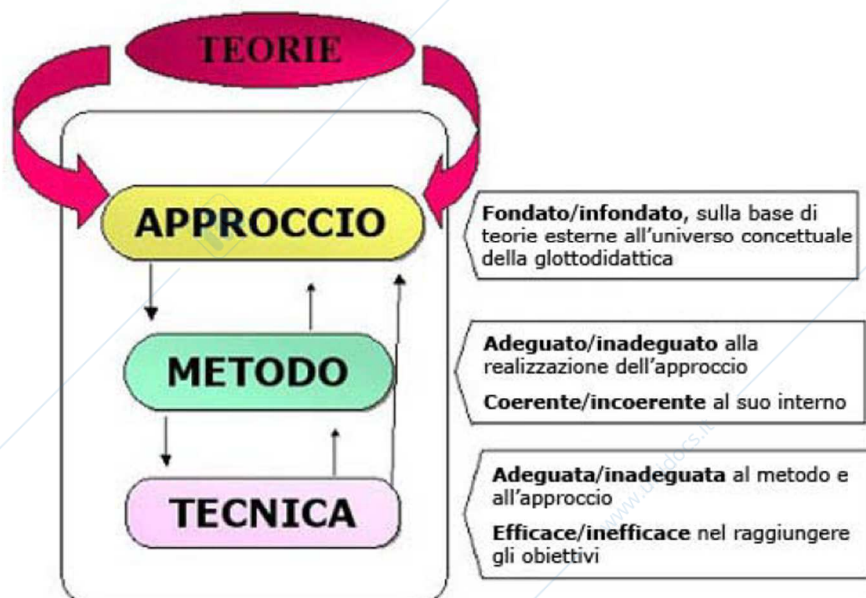 TEORIE
APPROCCIO
Fondato/infondato, sulla base di
teorie esterne all'universo concettuale
della glottodidattica
METODO
Adeguato/inadeguato alla
realizzazione dell'approccio
Coerente/incoerente al suo interno
TECNICA
Adeguata/inadeguata al metodo e
all'approccio
Efficace/inefficace nel raggiungere
gli obiettivi